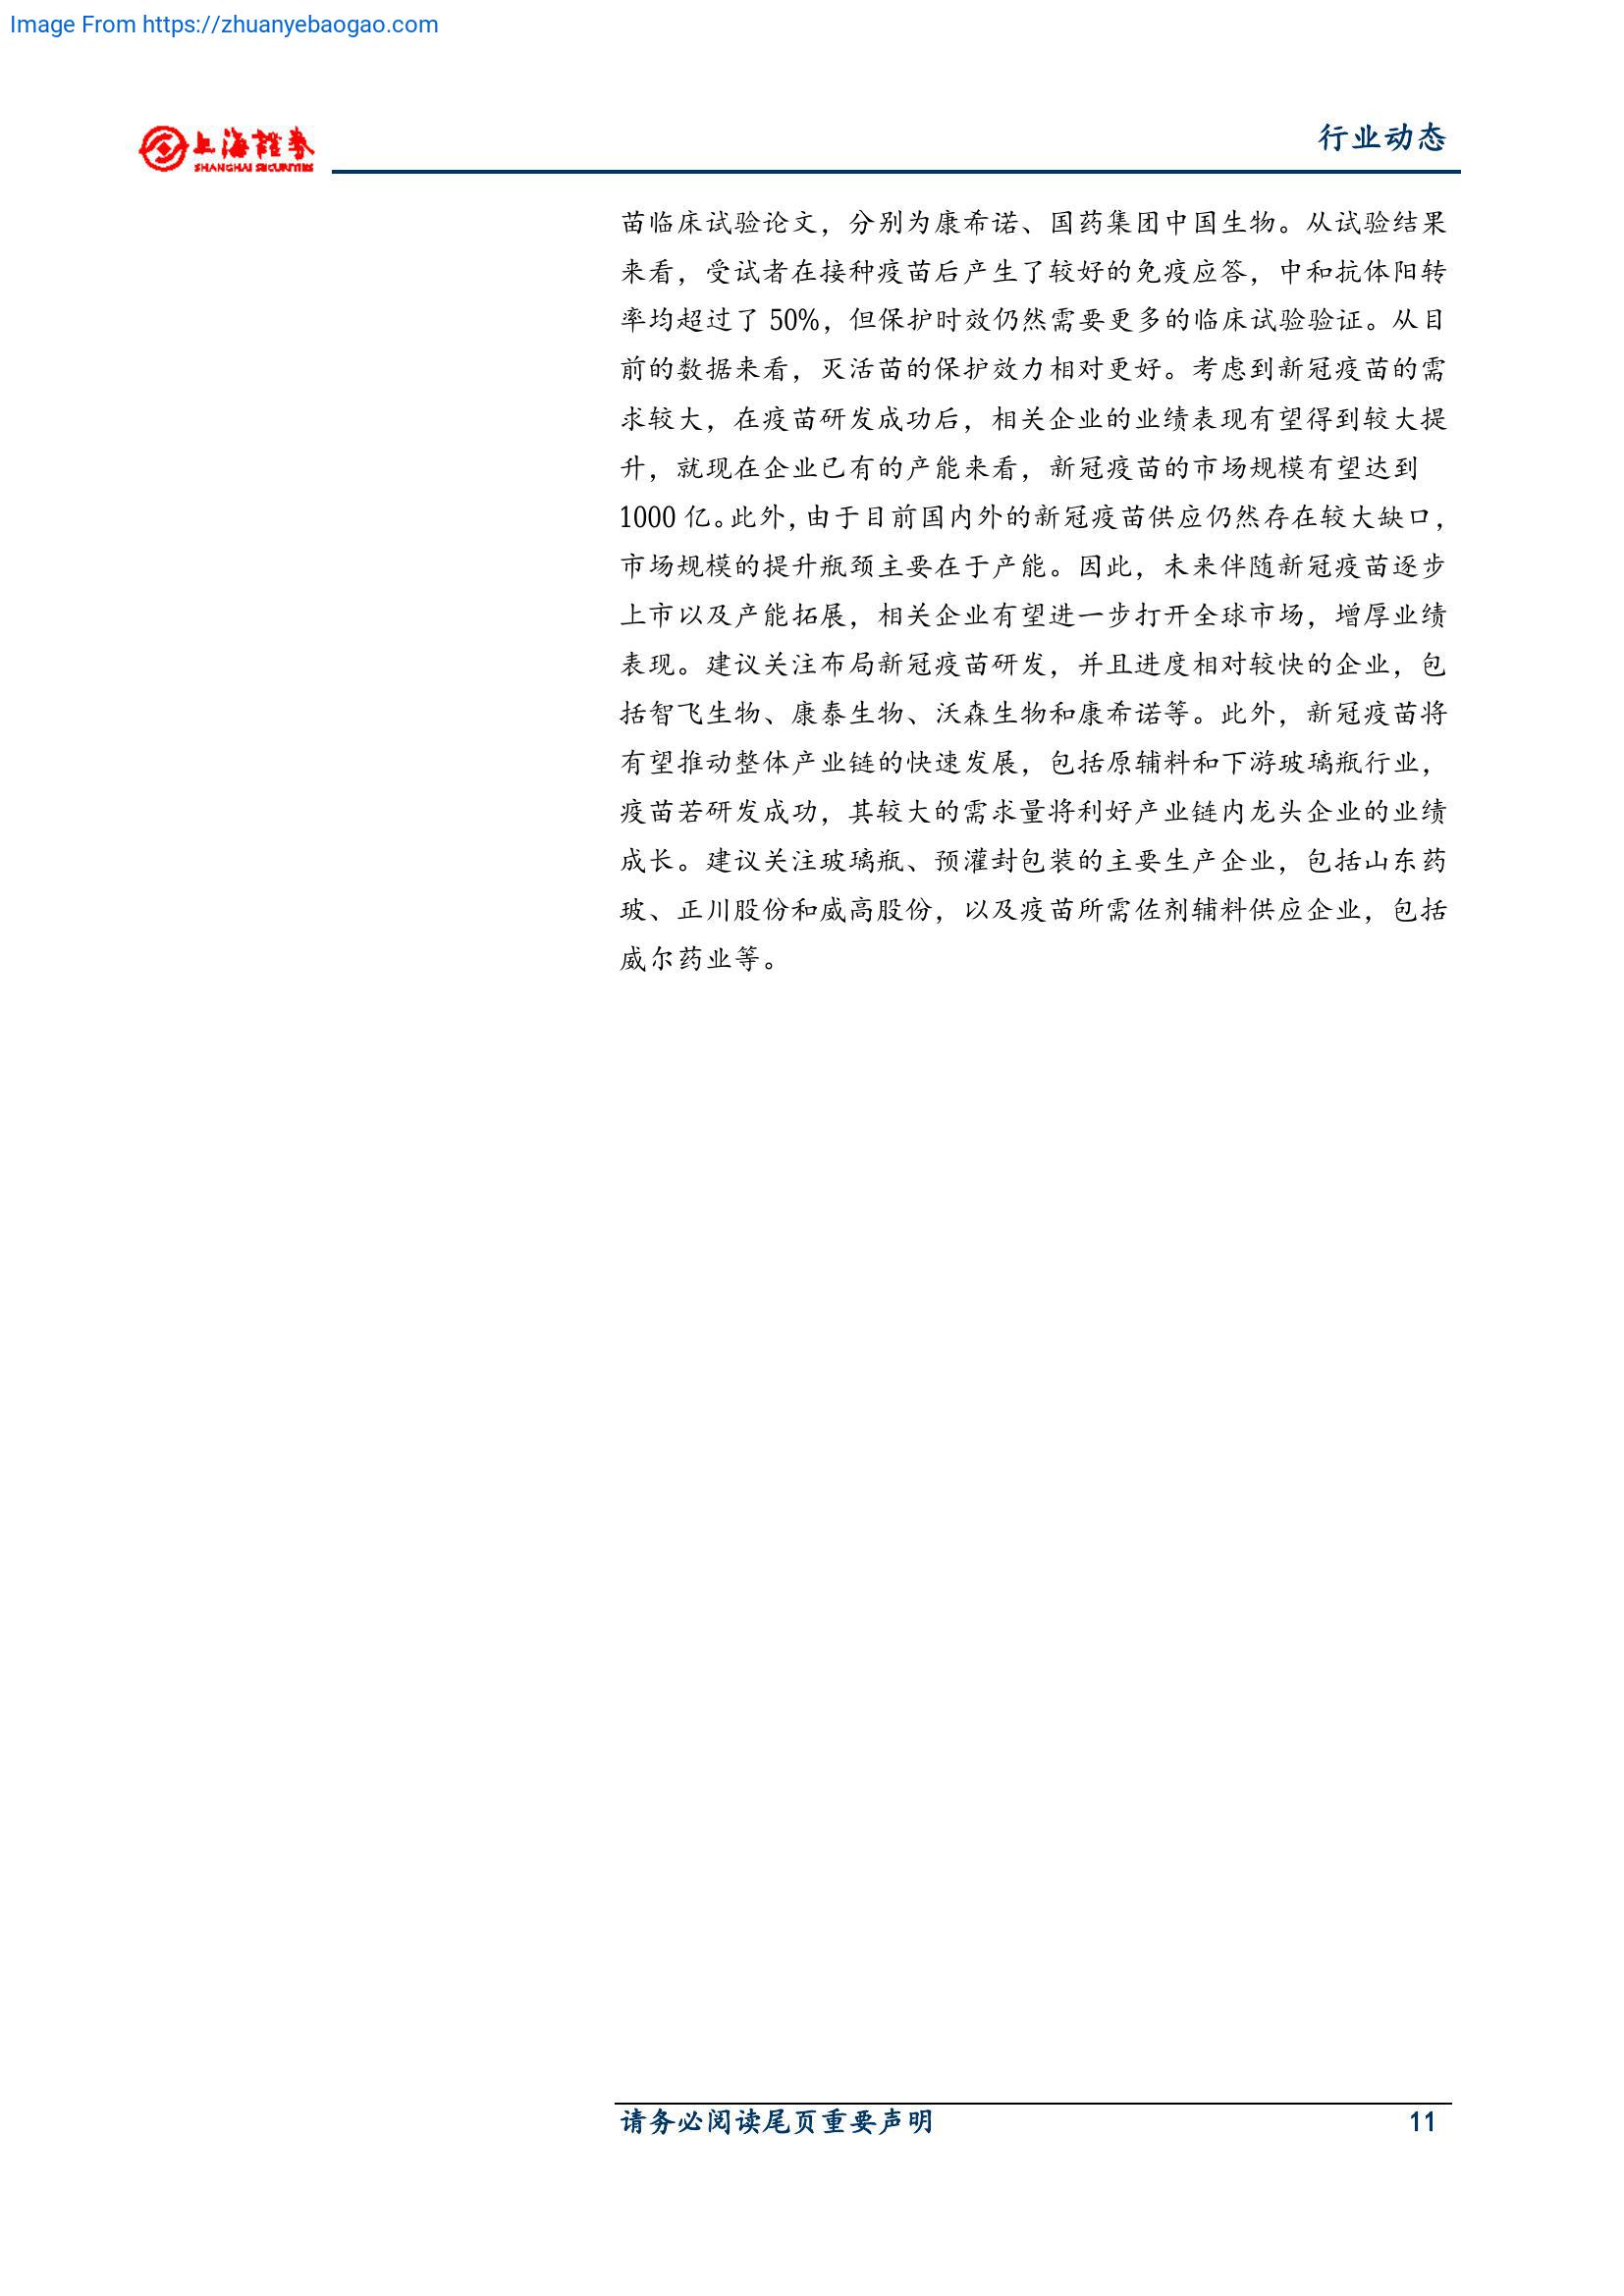 Image From https://zhuanyebaogao.com
上海證券
SHANGHAI SECURITIES
行业动态
苗临床试验论文，分别为康希诺、国药集团中国生物。从试验结果
来看，受试者在接种疫苗后产生了较好的免疫应答，中和抗体阳转
率均超过了 50%，但保护时效仍然需要更多的临床试验验证。从目
前的数据来看，灭活苗的保护效力相对更好。考虑到新冠疫苗的需
求较大，在疫苗研发成功后，相关企业的业绩表现有望得到较大提
升，就现在企业已有的产能来看，新冠疫苗的市场规模有望达到
1000 亿。此外，由于目前国内外的新冠疫苗供应仍然存在较大缺口，
市场规模的提升瓶颈主要在于产能。因此，未来伴随新冠疫苗逐步
上市以及产能拓展，相关企业有望进一步打开全球市场，增厚业绩
表现。建议关注布局新冠疫苗研发，并且进度相对较快的企业，包
括智飞生物、康泰生物、沃森生物和康希诺等。此外，新冠疫苗将
有望推动整体产业链的快速发展，包括原辅料和下游玻璃瓶行业，
疫苗若研发成功，其较大的需求量将利好产业链内龙头企业的业绩
成长。建议关注玻璃瓶、预灌封包装的主要生产企业，包括山东药
玻、正川股份和威高股份，以及疫苗所需佐剂辅料供应企业，包括
威尔药业等。
请务必阅读尾页重要声明 11